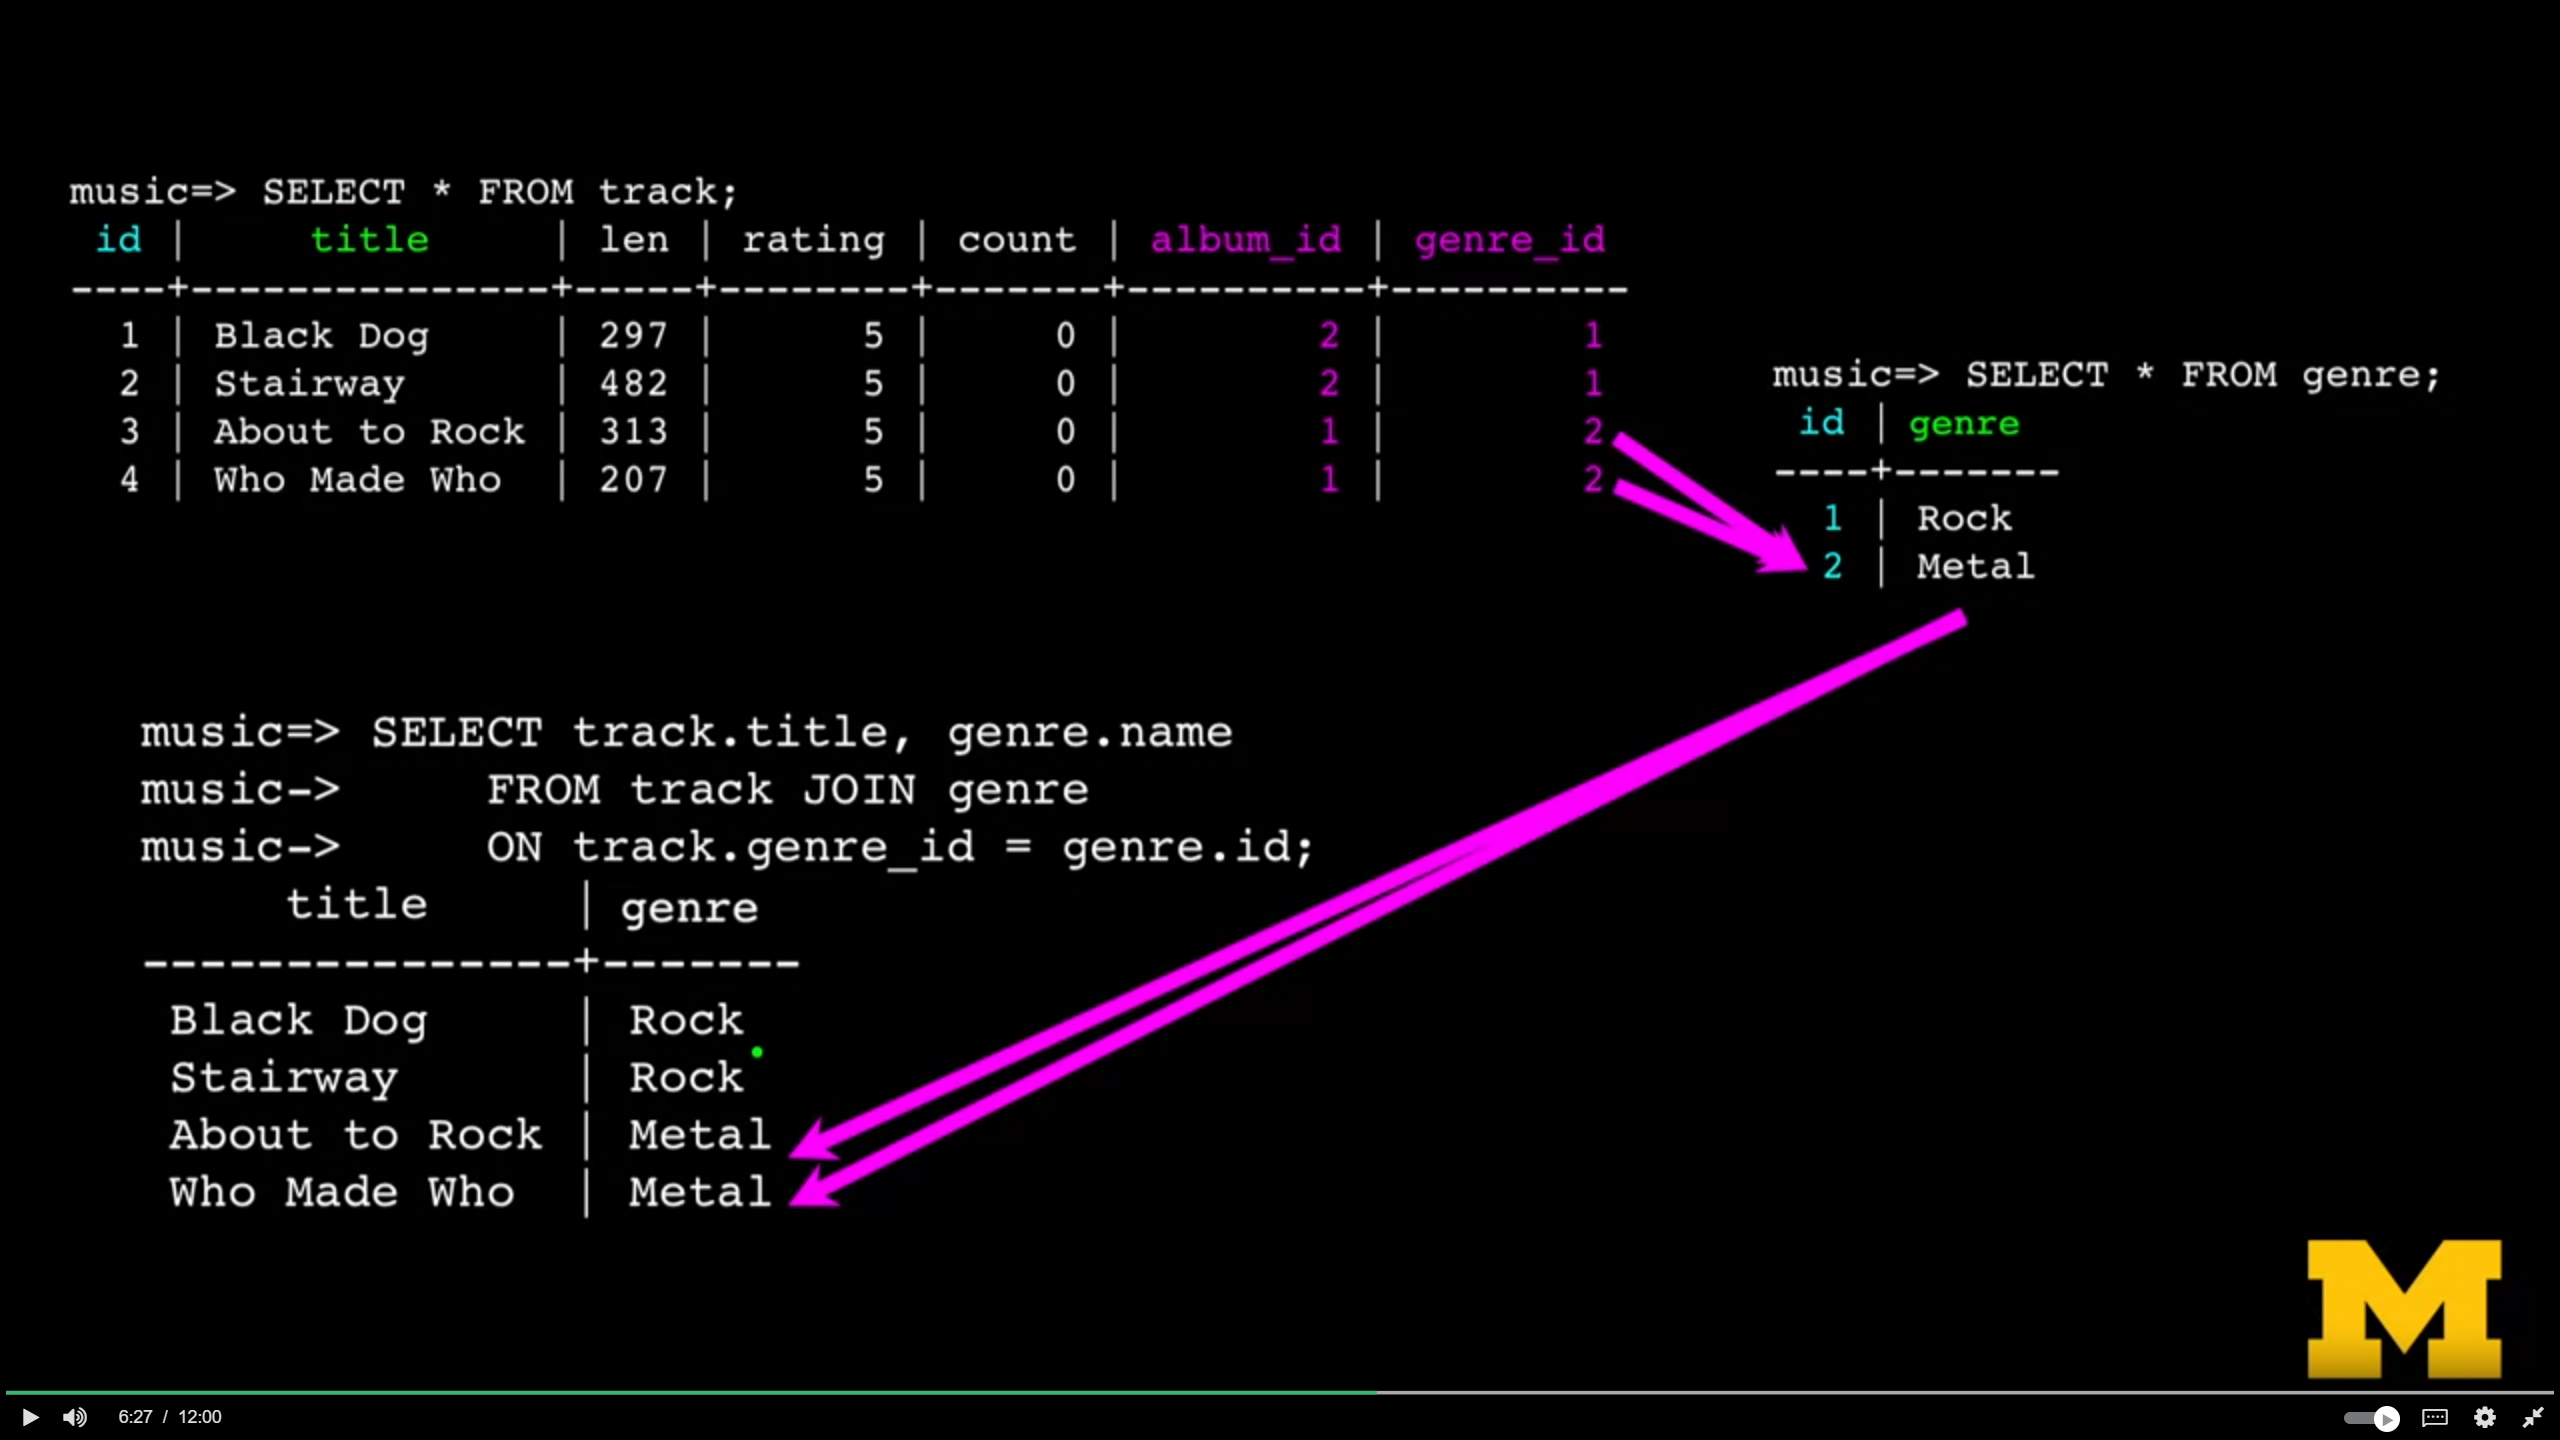 music=> SELECT * FROM track;
id | title | len | rating | count | album_id | genre_id
----+---------------+-----+--------+-------+----------+----------
1 | Black Dog | 297 | 5 | 0 | 2 | 1
2 | Stairway | 482 | 5 | 0 | 2 | 1
3 | About to Rock | 313 | 5 | 0 | 1 | 2
4 | Who Made Who | 207 | 5 | 0 | 1 | 2
music=> SELECT * FROM genre;
id | genre
----+-------
1 | Rock
2 | Metal
music=> SELECT track.title, genre.name
music-> FROM track JOIN genre
music-> ON track.genre_id = genre.id;
title | genre
---------------+-------
Black Dog | Rock
Stairway | Rock
About to Rock | Metal
Who Made Who | Metal
M
6:27 / 12:00